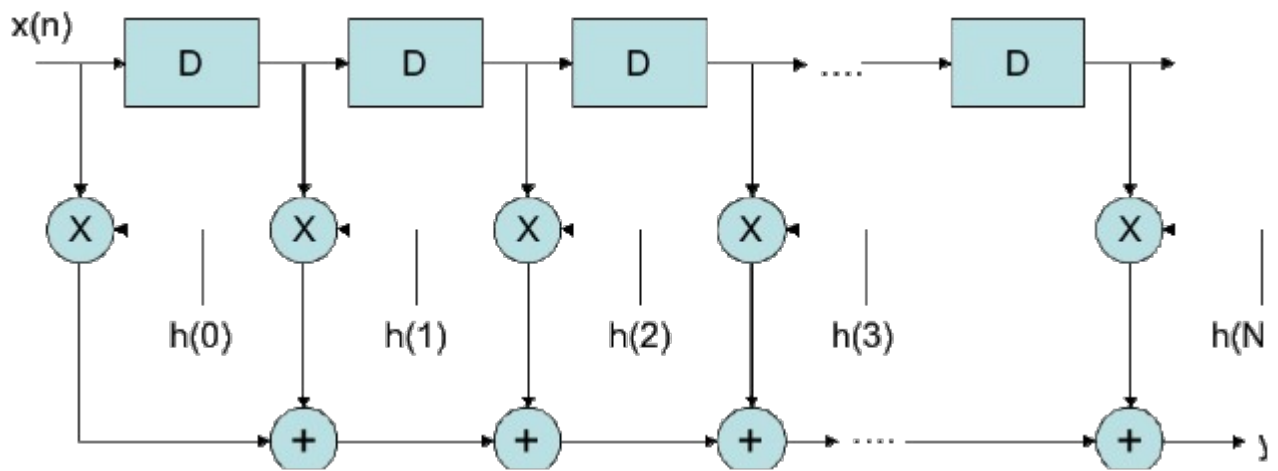 x(n)
D D D .... D
X X X X X
h(0) h(1) h(2) h(3) h(N
+ + + .... +